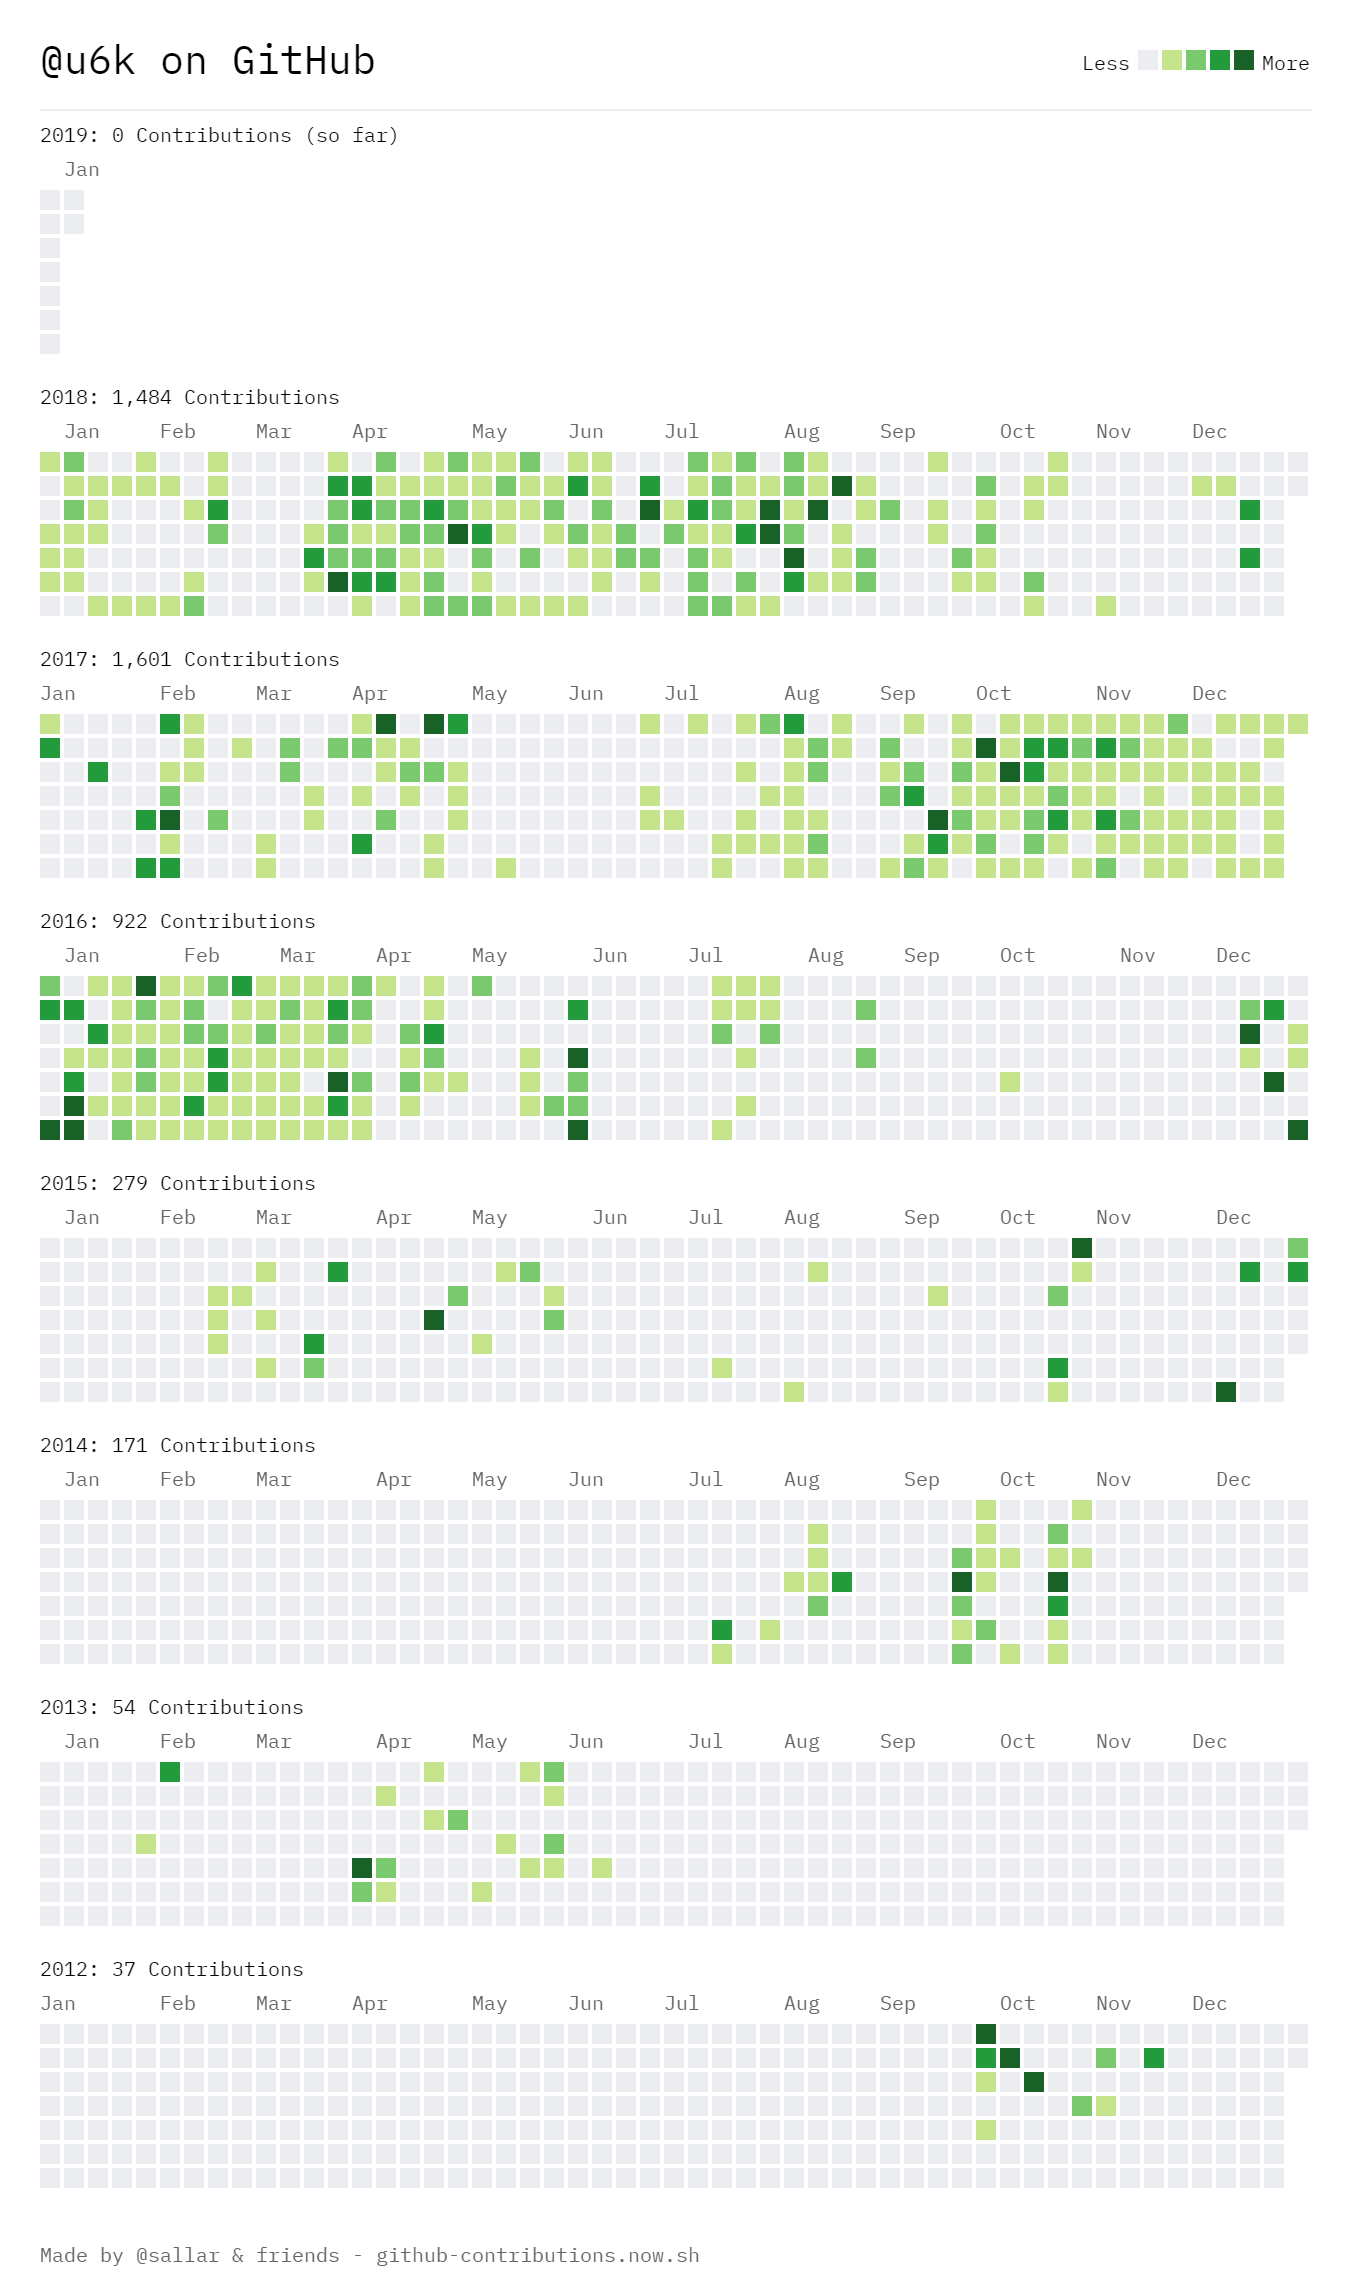 @u6k on GitHub
Less More
2019: 0 Contributions (so far)
Jan
2018: 1,484 Contributions
Jan Feb Mar Apr May Jun Jul Aug Sep Oct Nov Dec
2017: 1,601 Contributions
Jan Feb Mar Apr May Jun Jul Aug Sep Oct Nov Dec
2016: 922 Contributions
Jan Feb Mar Apr May Jun Jul Aug Sep Oct Nov Dec
2015: 279 Contributions
Jan Feb Mar Apr May Jun Jul Aug Sep Oct Nov Dec
2014: 171 Contributions
Jan Feb Mar Apr May Jun Jul Aug Sep Oct Nov Dec
2013: 54 Contributions
Jan Feb Mar Apr May Jun Jul Aug Sep Oct Nov Dec
2012: 37 Contributions
Jan Feb Mar Apr May Jun Jul Aug Sep Oct Nov Dec
Made by @sallar & friends - github-contributions.now.sh